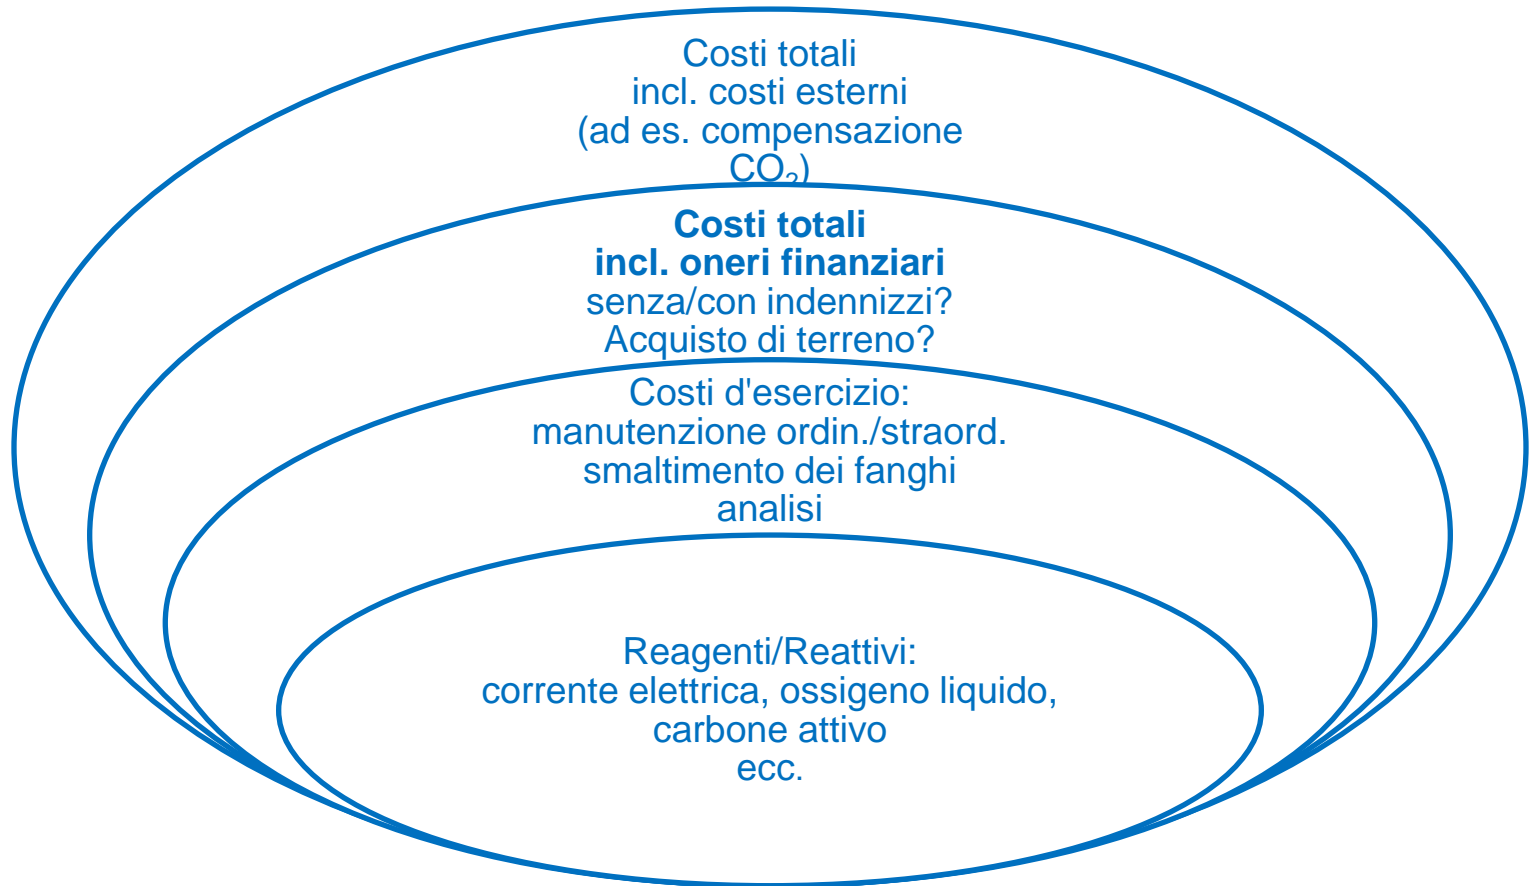 Costi totali
incl. costi esterni
(ad es. compensazione
CO₂)
Costi totali
incl. oneri finanziari
senza/con indennizzi?
Acquisto di terreno?
Costi d'esercizio:
manutenzione ordin./straord.
smaltimento dei fanghi
analisi
Reagenti/Reattivi:
corrente elettrica, ossigeno liquido,
carbone attivo
ecc.